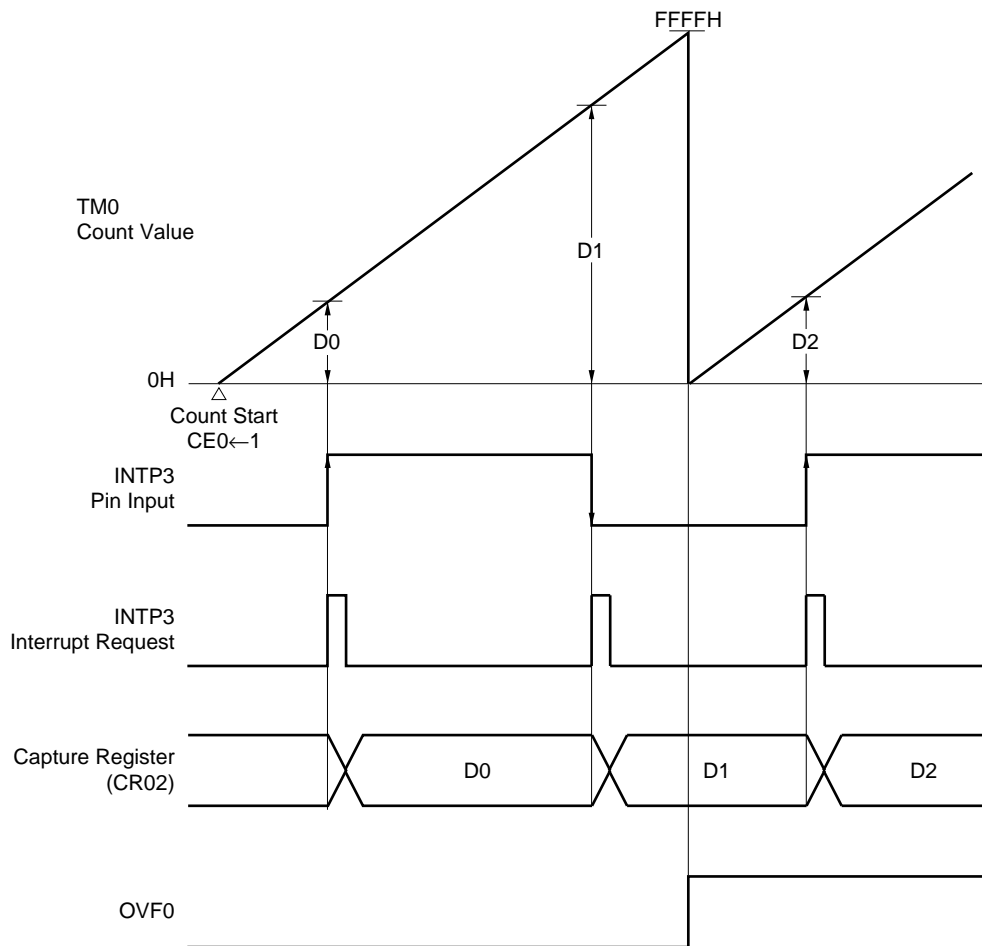 FFFFH
TM0
Count Value
D1
D0
D2
0H
Count Start
CE0←1
INTP3
Pin Input
INTP3
Interrupt Request
Capture Register
(CR02)
D0
D1
D2
OVF0